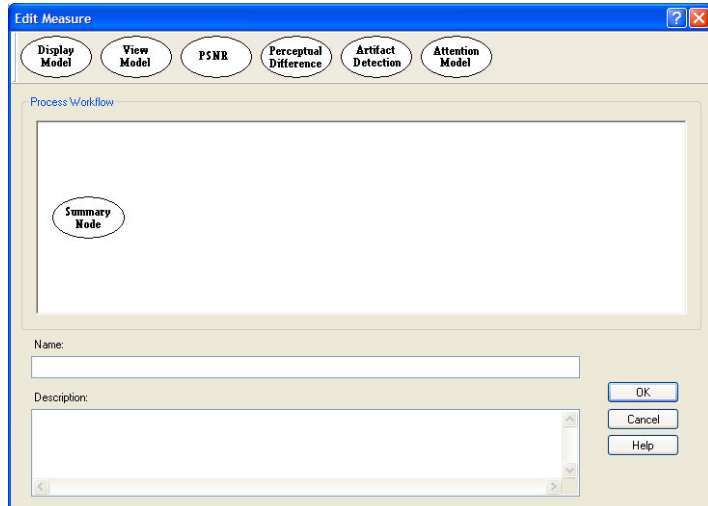 Edit Measure
Display
Model
View
Model
PSNR
Perceptual
Difference
Artifact
Detection
Attention
Model
Process Workflow
Summary
Node
Name:
Description:
OK
Cancel
Help